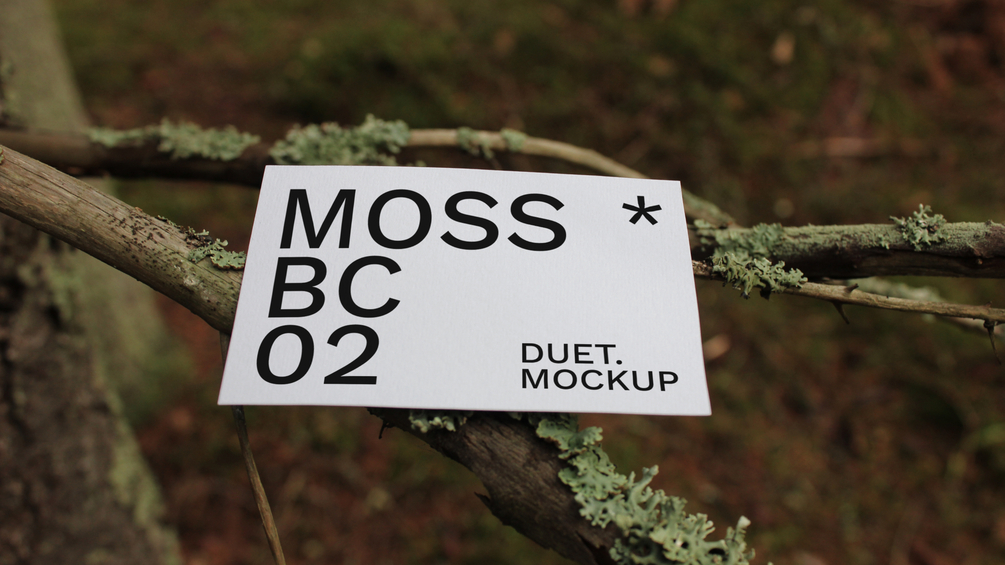 MOSS *
BC
02
DUET.
MOCKUP